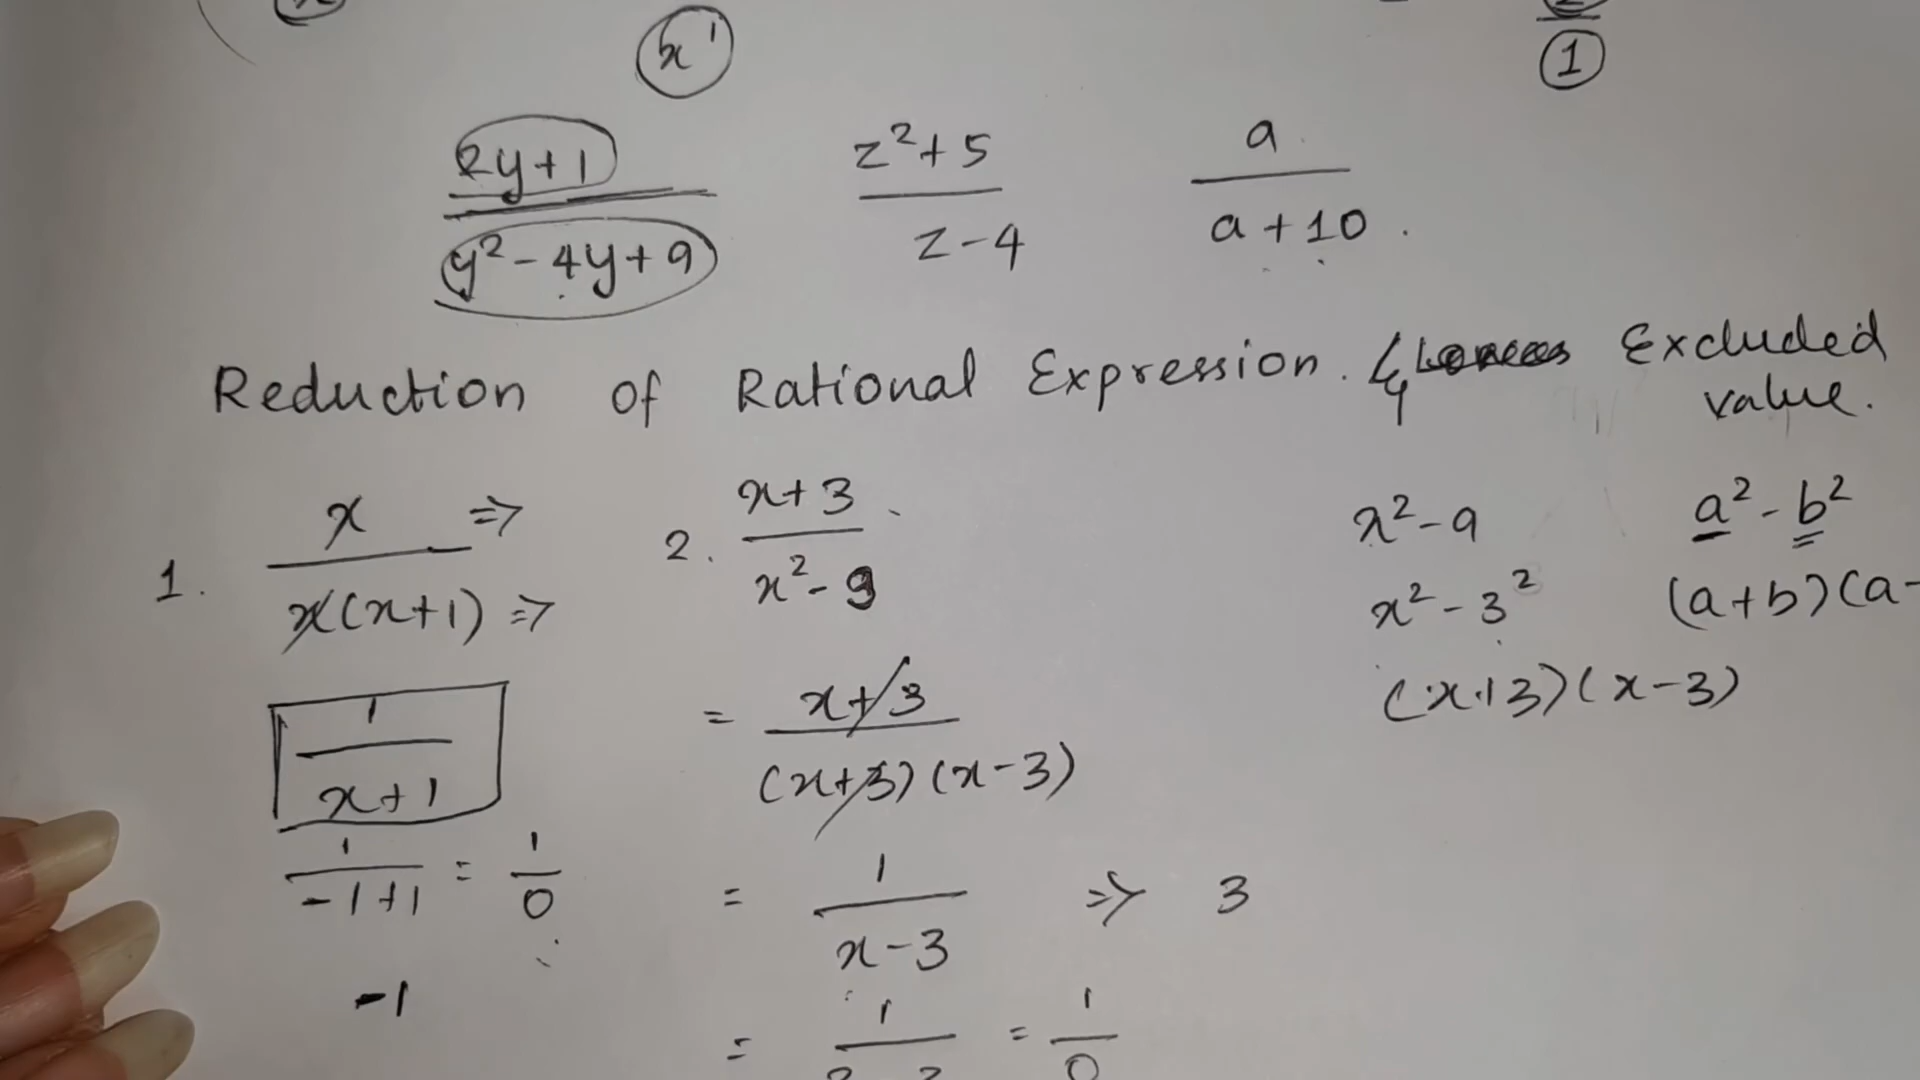 x¹
1
2y+1 / y²-4y+9   z²+5 / z-4   a / a+10.
Reduction of Rational Expression. & Excluded value.
1. x / x(x+1) ⇒ ⇒   2. x+3 / x²-9   x²-9   a²-b²
x²-3²   (a+b)(a-
1 / x+1   = x+3 / (x+3)(x-3)   (x+3)(x-3)
1 / -1+1 = 1 / 0   = 1 / x-3 ⇒ 3
-1   = 1 / = 1 / 0